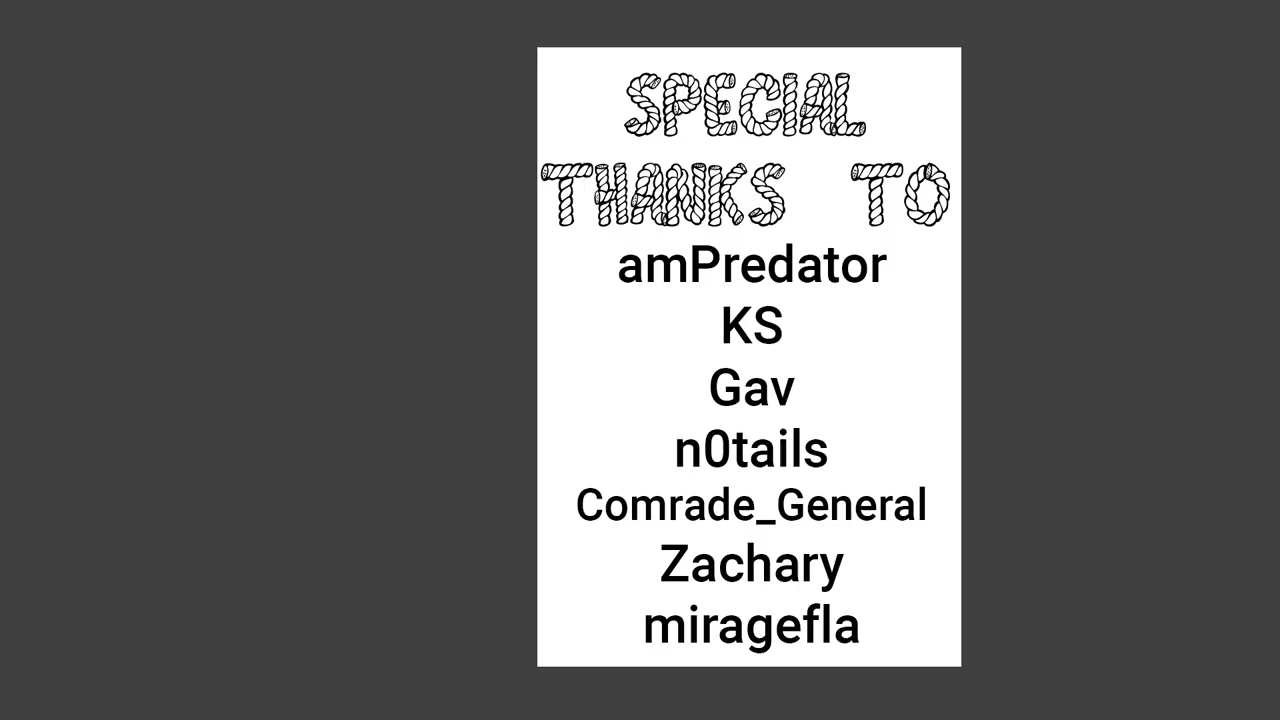 SPECIAL
THANKS TO
amPredator
KS
Gav
n0tails
Comrade_General
Zachary
miragefla